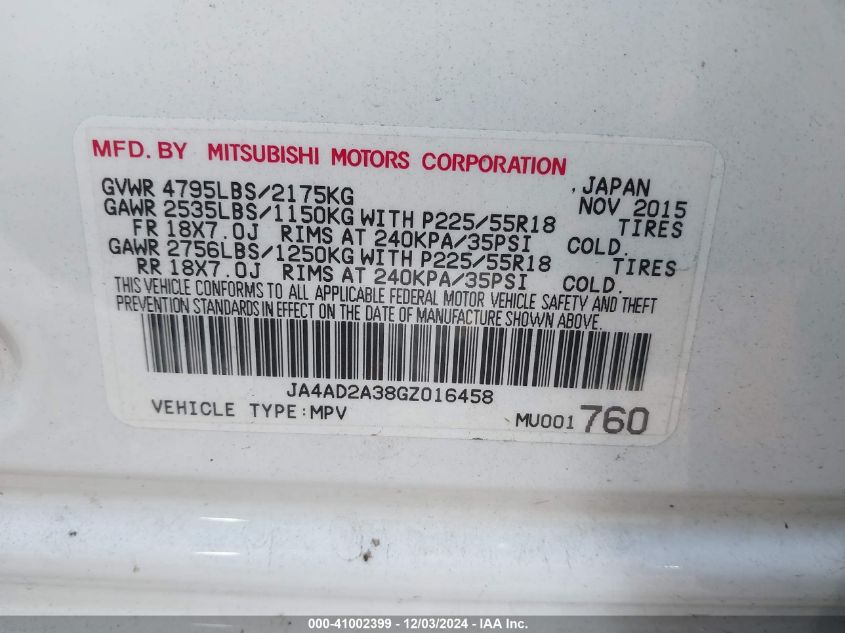 MFD. BY MITSUBISHI MOTORS CORPORATION
GVWR 4795LBS/2175KG , JAPAN
GAWR 2535LBS/1150KG WITH P225/55R18 NOV 2015
FR 18X7.0J RIMS AT 240KPA/35PSI COLD. TIRES
GAWR 2756LBS/1250KG WITH P225/55R18 TIRES
RR 18X7.0J RIMS AT 240KPA/35PSI COLD.
THIS VEHICLE CONFORMS TO ALL APPLICABLE FEDERAL MOTOR VEHICLE SAFETY AND THEFT
PREVENTION STANDARDS IN EFFECT ON THE DATE OF MANUFACTURE SHOWN ABOVE.
JA4AD2A38GZ016458
VEHICLE TYPE:MPV MU001760
000-41002399 - 12/03/2024 - IAA Inc.